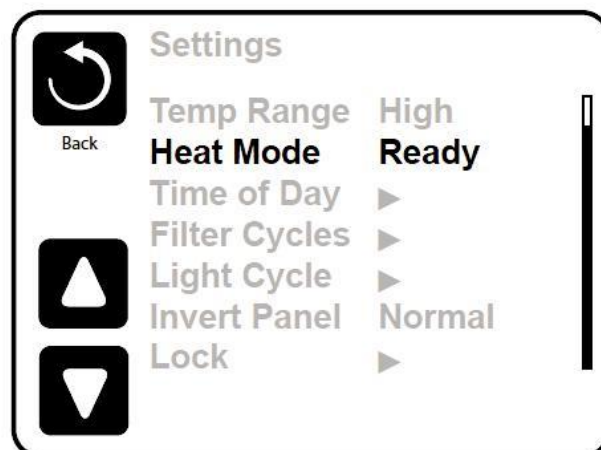 Settings
Back
Temp Range High
Heat Mode Ready
Time of Day
Filter Cycles
Light Cycle
Invert Panel Normal
Lock